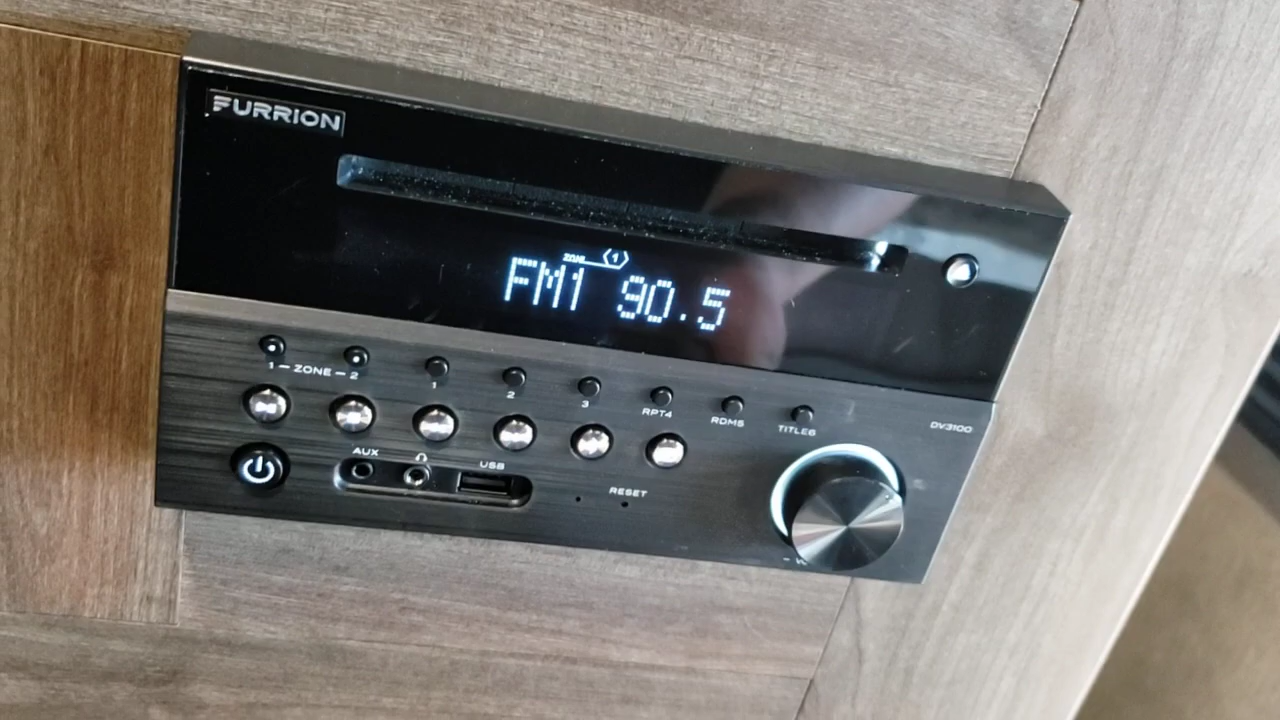 FURRION
ZONE 1
FM1 90.5
1 – ZONE – 2
1
2
3
RPT4
RDM5
TITLE6
DV3100
AUX
USB
RESET